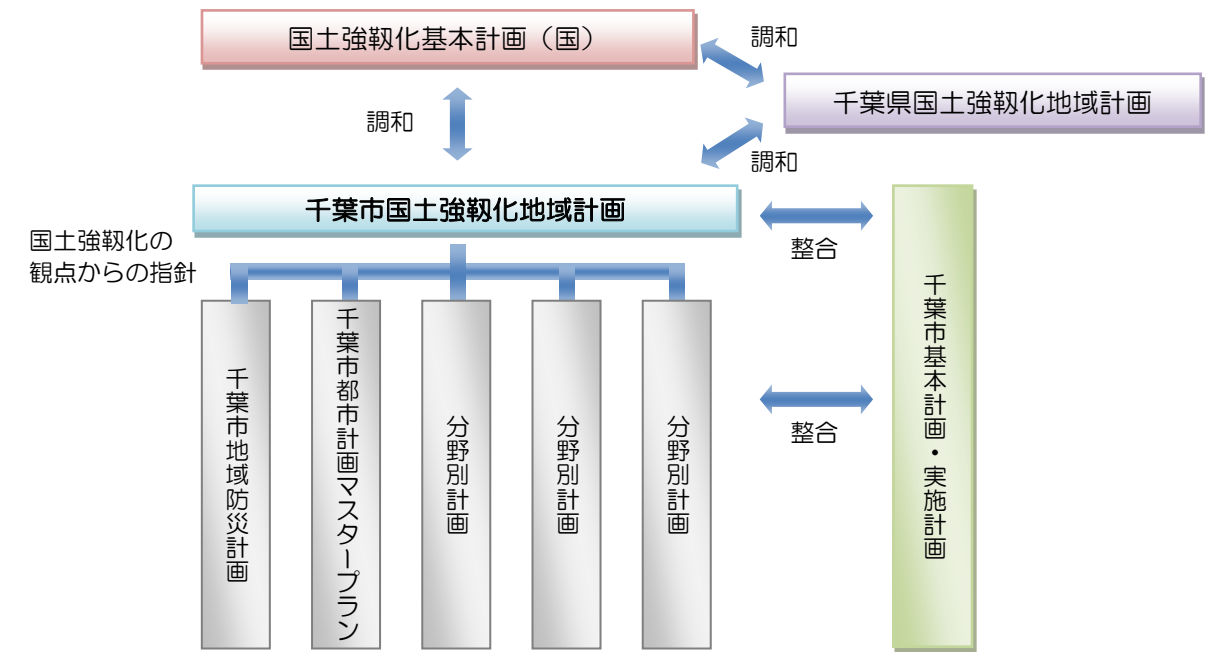 国土強靱化基本計画（国）
調和
千葉県国土強靱化地域計画
調和
調和
千葉市国土強靱化地域計画
整合
国土強靱化の
観点からの指針
千葉市地域防災計画
千葉市都市計画マスタープラン
分野別計画
分野別計画
分野別計画
整合
千葉市基本計画・実施計画